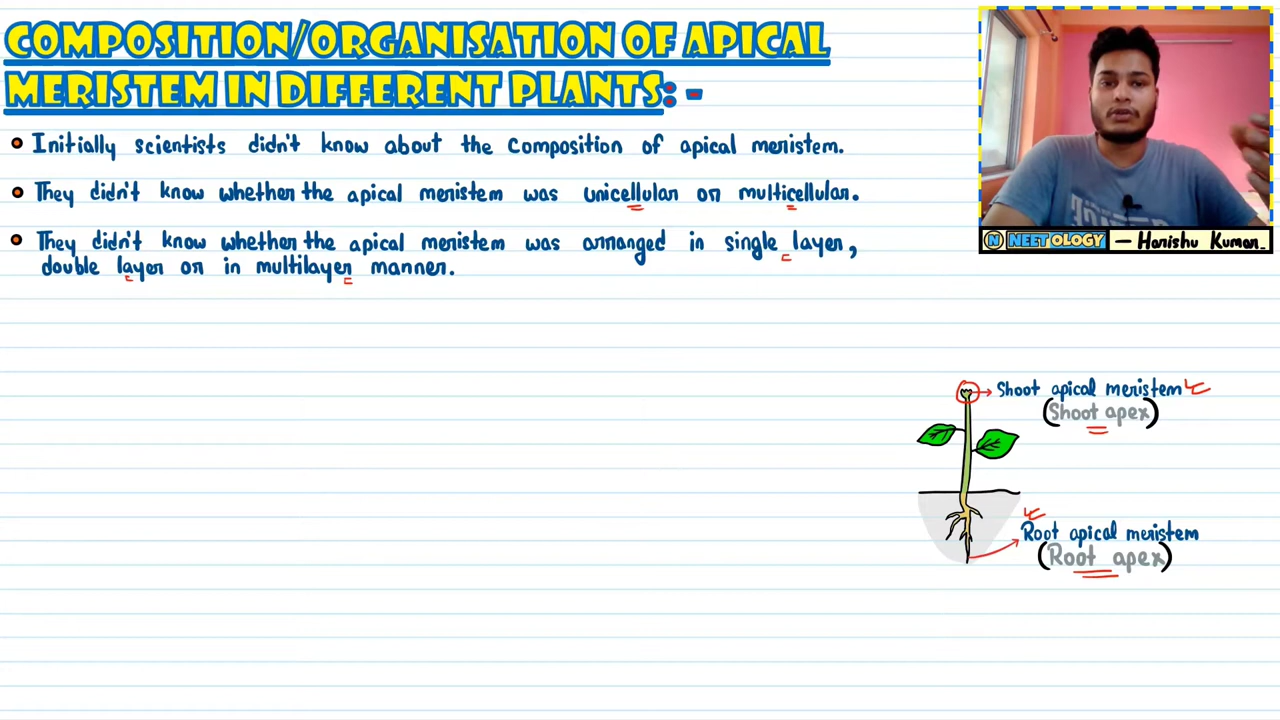 COMPOSITION/ORGANISATION OF APICAL
MERISTEM IN DIFFERENT PLANTS: -
Initially scientists didn't know about the composition of apical meristem.
They didn't know whether the apical meristem was unicellular or multicellular.
They didn't know whether the apical meristem was arranged in single layer,
double layer or in multilayer manner.
N NEETOLOGY — Harishu Kumar
Shoot apical meristem
(Shoot apex)
Root apical meristem
(Root apex)